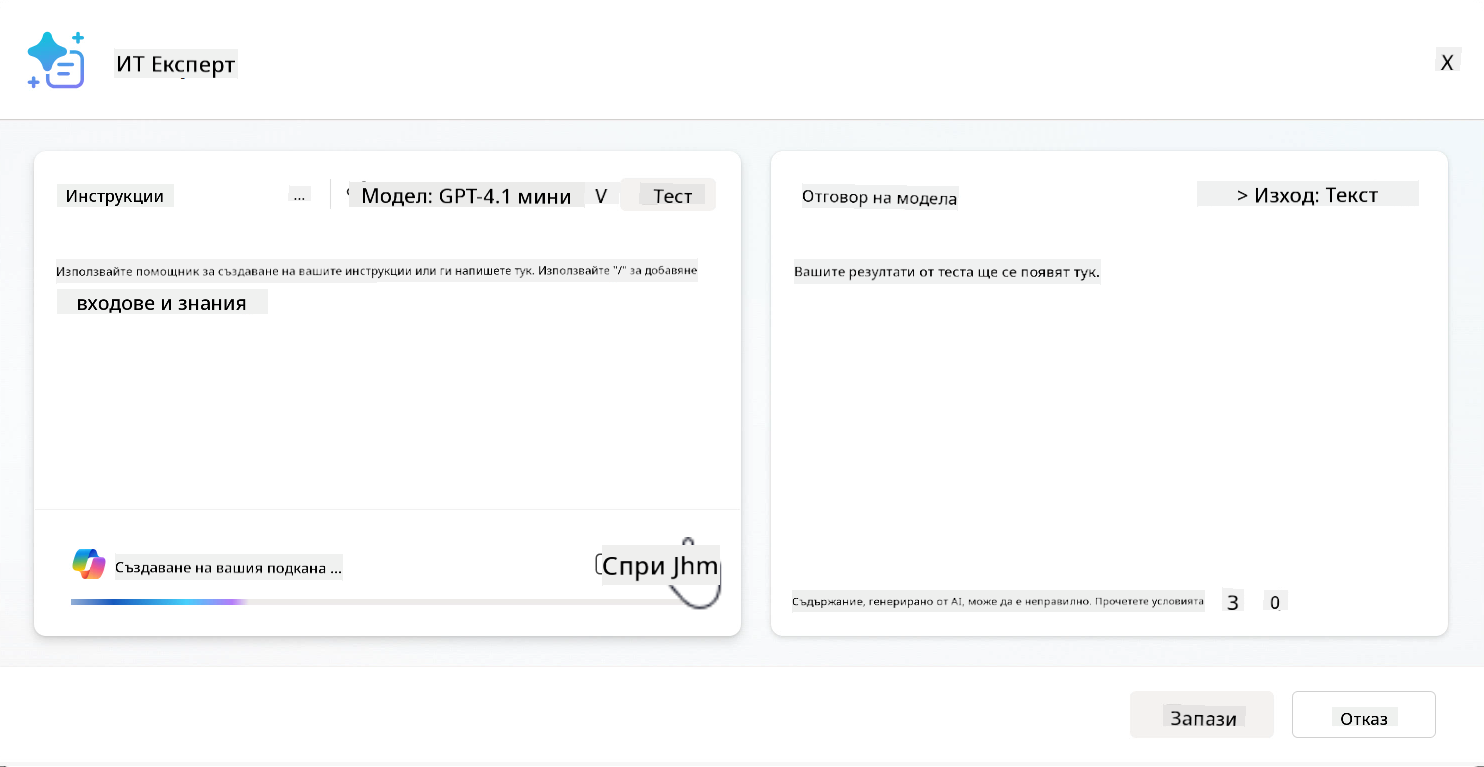 ИТ Експерт
X
Инструкции
...
Модел: GPT-4.1 мини
V
Тест
Използвайте помощник за създаване на вашите инструкции или ги напишете тук. Използвайте "/" за добавяне
входове и знания
Създаване на вашия подкана ...
Спри Jhm
Отговор на модела
> Изход: Текст
Вашите резултати от теста ще се появят тук.
Съдържание, генерирано от AI, може да е неправилно. Прочетете условията
З
0
Запази
Отказ